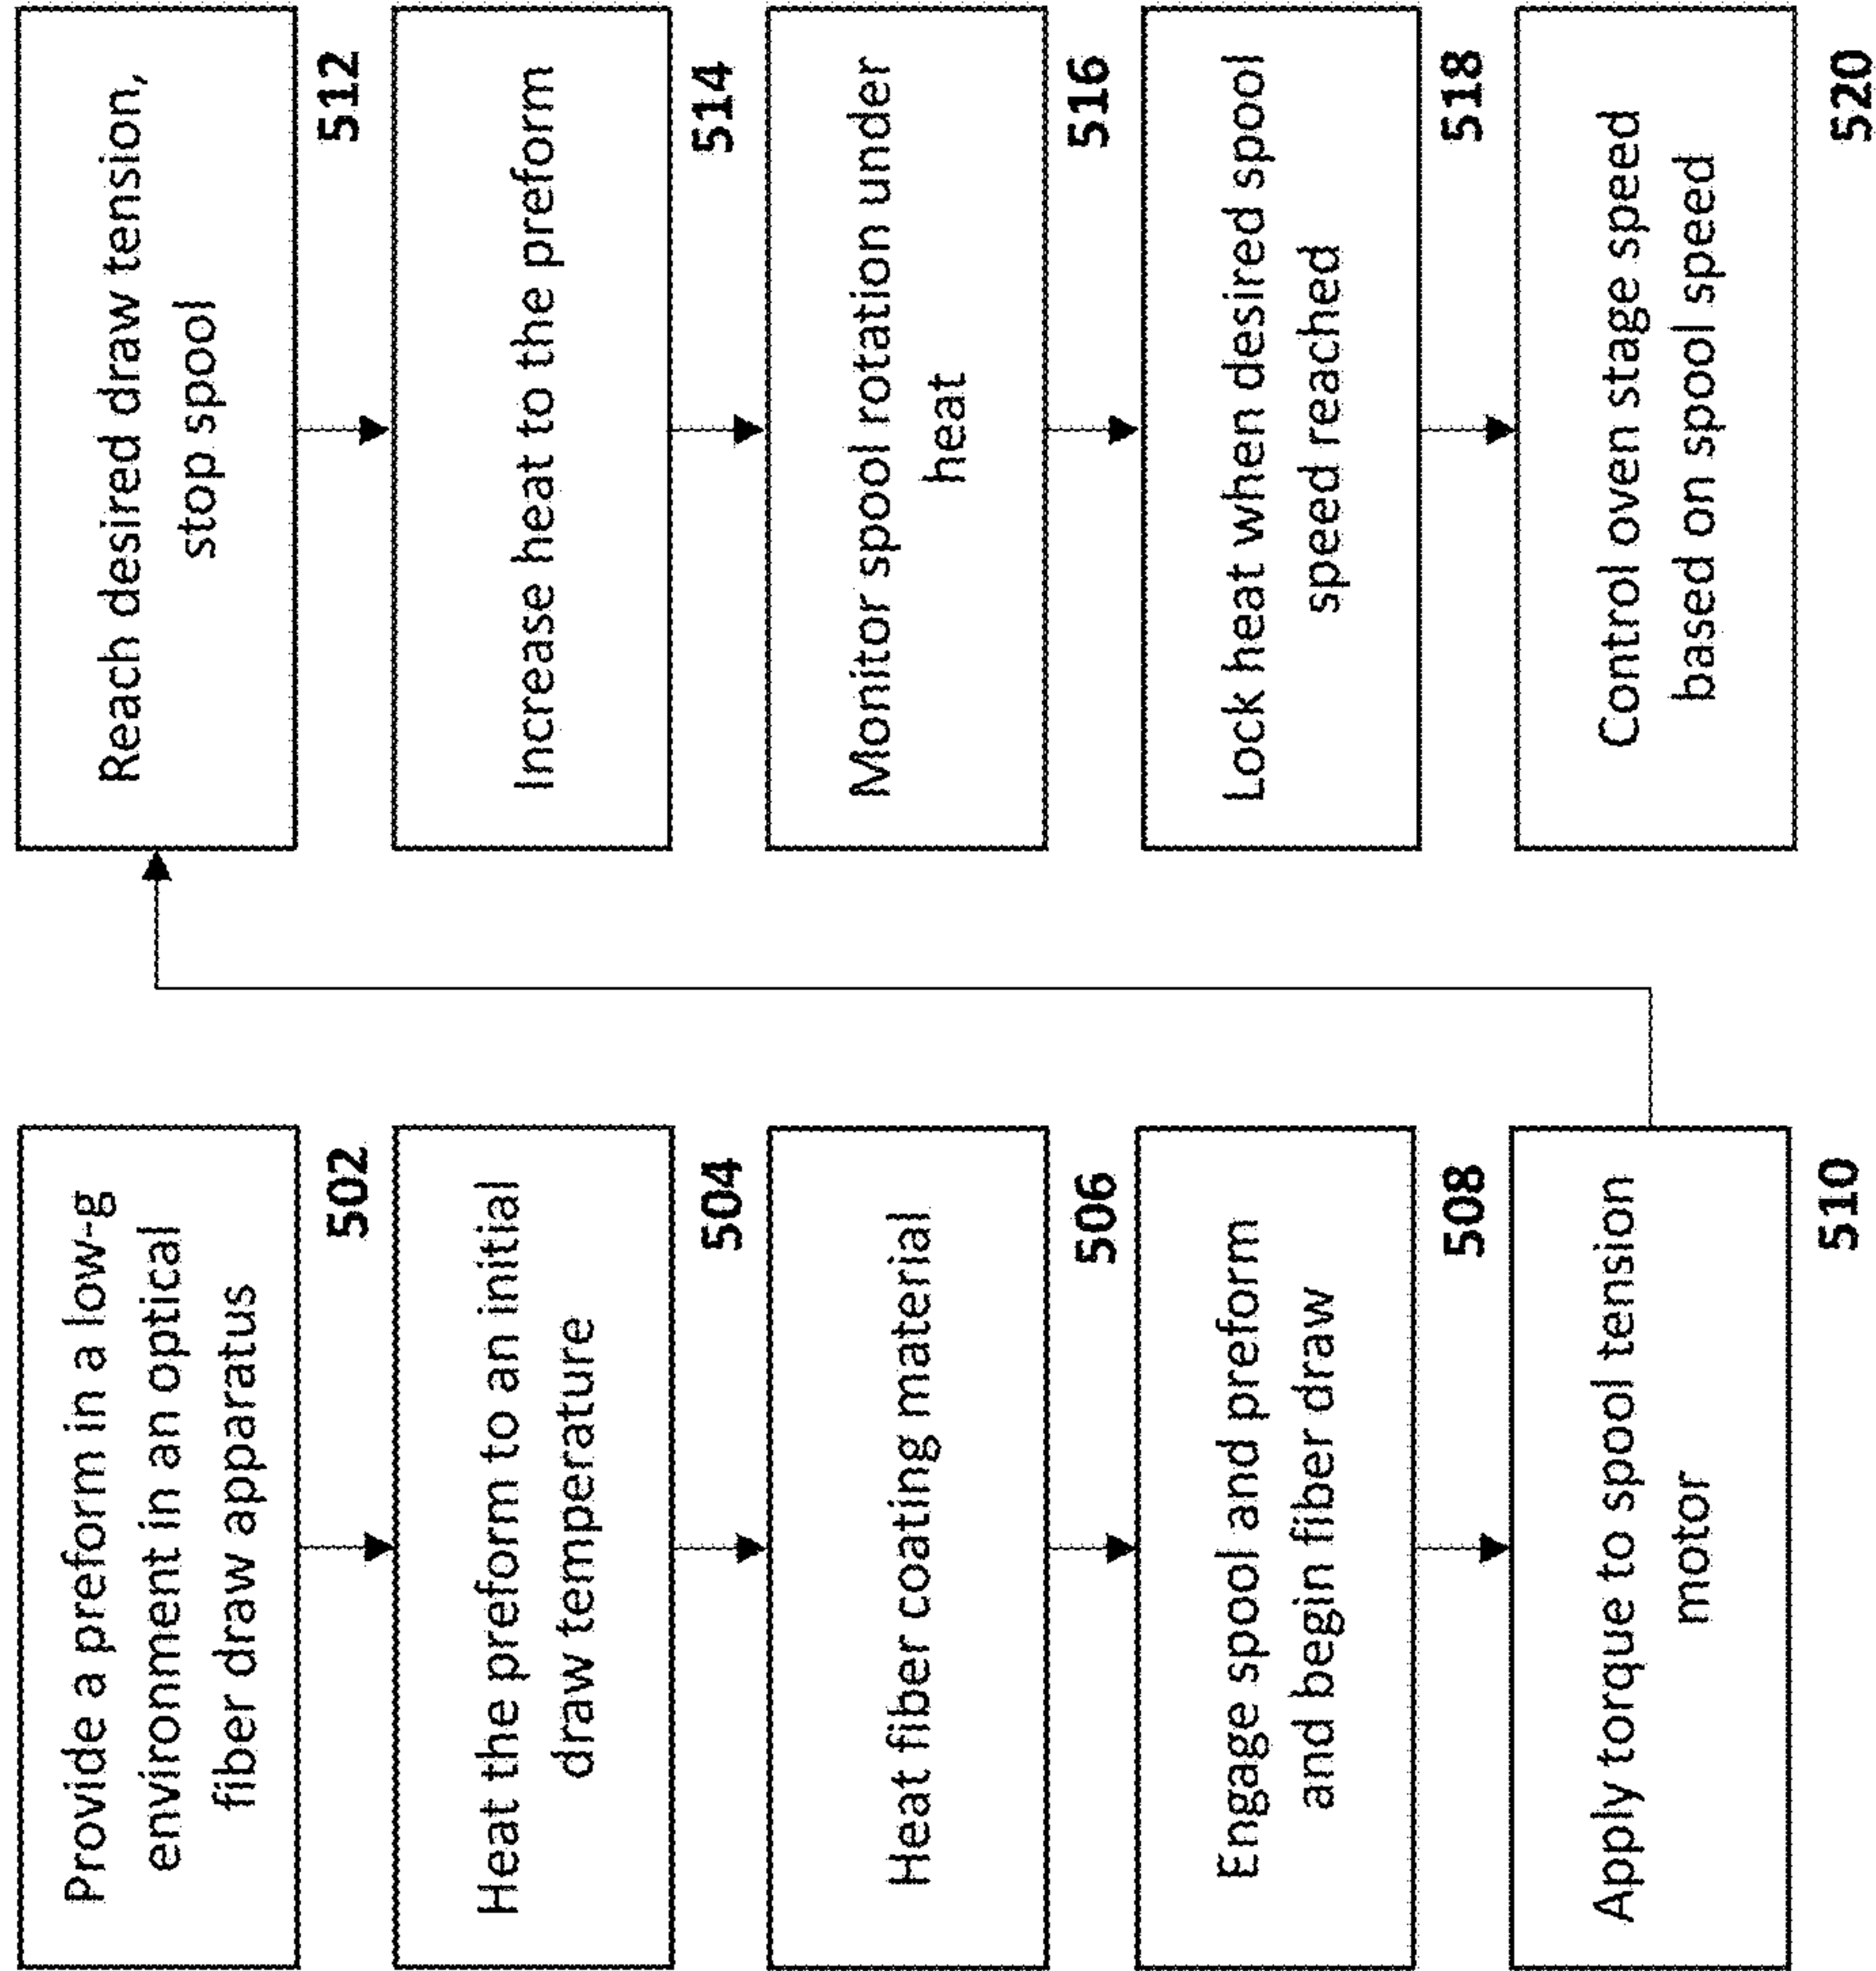 Provide a preform in a low-g
environment in an optical
fiber draw apparatus
502
Heat the preform to an initial
draw temperature
504
Heat fiber coating material
506
Engage spool and preform
and begin fiber draw
508
Apply torque to spool tension
motor
510
Reach desired draw tension,
stop spool
512
Increase heat to the preform
514
Monitor spool rotation under
heat
516
Lock heat when desired spool
speed reached
518
Control oven stage speed
based on spool speed
520